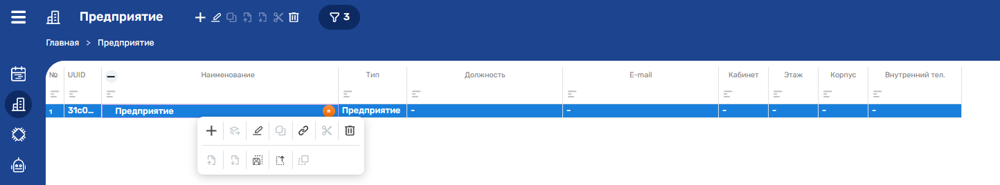 Предприятие
3
Главная > Предприятие
№ UUID Наименование Тип Должность E-mail Кабинет Этаж Корпус Внутренний тел.
1 31c0... Предприятие Предприятие - - - - - -